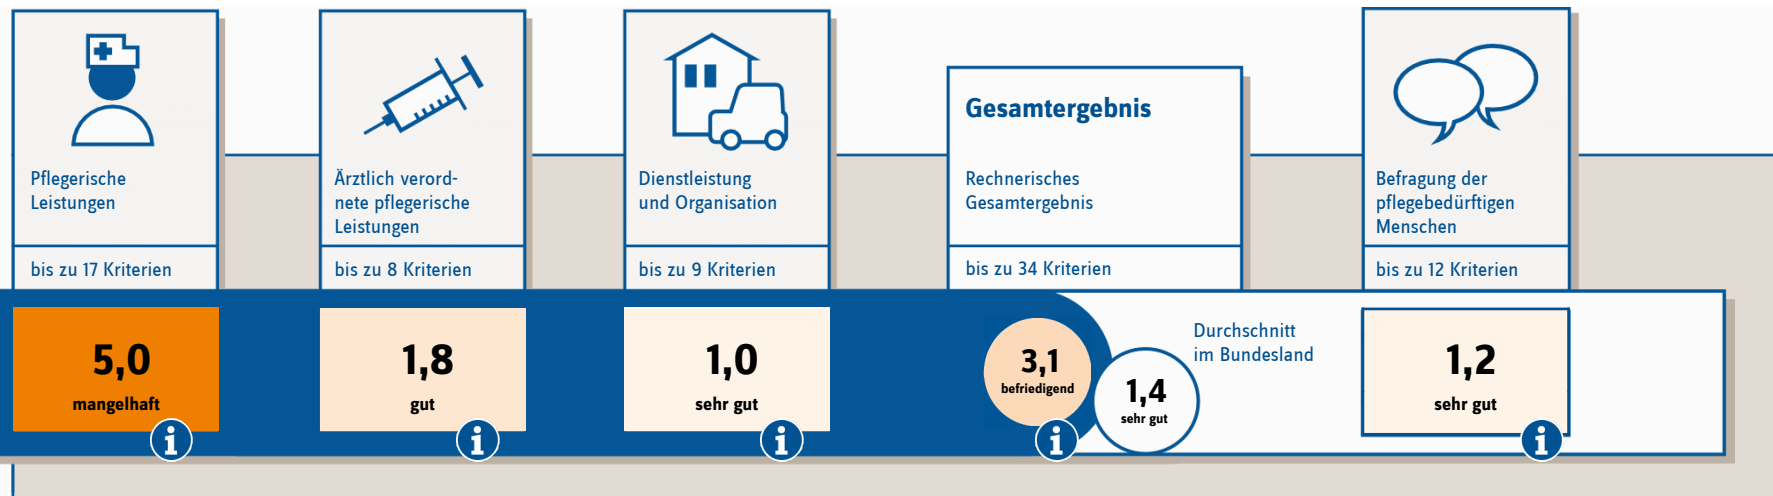 Pflegerische
Leistungen
bis zu 17 Kriterien
5,0
mangelhaft
i
Ärztlich verord-
nete pflegerische
Leistungen
bis zu 8 Kriterien
1,8
gut
i
Dienstleistung
und Organisation
bis zu 9 Kriterien
1,0
sehr gut
i
Gesamtergebnis
Rechnerisches
Gesamtergebnis
bis zu 34 Kriterien
3,1
befriedigend
i
1,4
sehr gut
Durchschnitt
im Bundesland
Befragung der
pflegebedürftigen
Menschen
bis zu 12 Kriterien
1,2
sehr gut
i